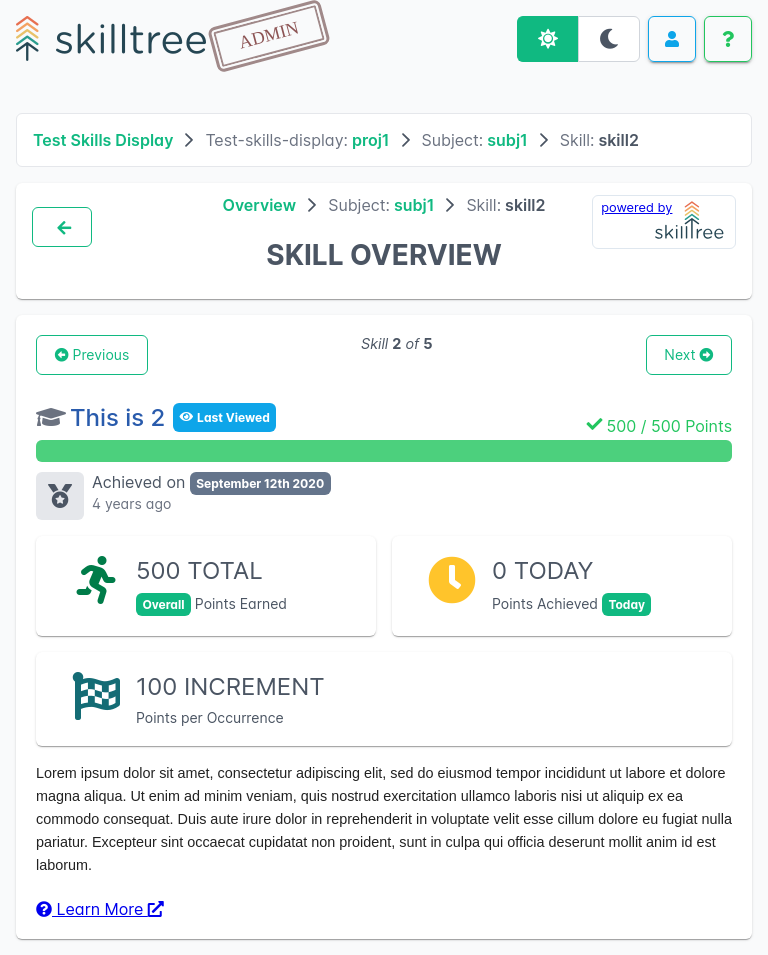 skilltree
ADMIN
Test Skills Display > Test-skills-display: proj1 > Subject: subj1 > Skill: skill2
Overview > Subject: subj1 > Skill: skill2
powered by
skilltree
SKILL OVERVIEW
Previous
Skill 2 of 5
Next
This is 2 Last Viewed
500 / 500 Points
Achieved on September 12th 2020
4 years ago
500 TOTAL
Overall Points Earned
0 TODAY
Points Achieved Today
100 INCREMENT
Points per Occurrence
Lorem ipsum dolor sit amet, consectetur adipiscing elit, sed do eiusmod tempor incididunt ut labore et dolore
magna aliqua. Ut enim ad minim veniam, quis nostrud exercitation ullamco laboris nisi ut aliquip ex ea
commodo consequat. Duis aute irure dolor in reprehenderit in voluptate velit esse cillum dolore eu fugiat nulla
pariatur. Excepteur sint occaecat cupidatat non proident, sunt in culpa qui officia deserunt mollit anim id est
laborum.
Learn More